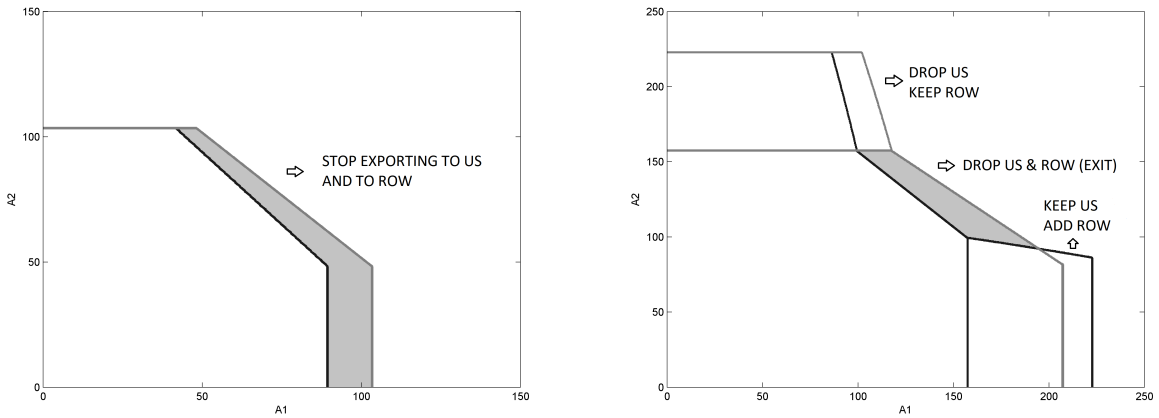 150
100
50
0
A2
0
50
100
150
A1
STOP EXPORTING TO US
AND TO ROW
250
200
150
100
50
0
A2
0
50
100
150
200
250
A1
DROP US
KEEP ROW
DROP US & ROW (EXIT)
KEEP US
ADD ROW